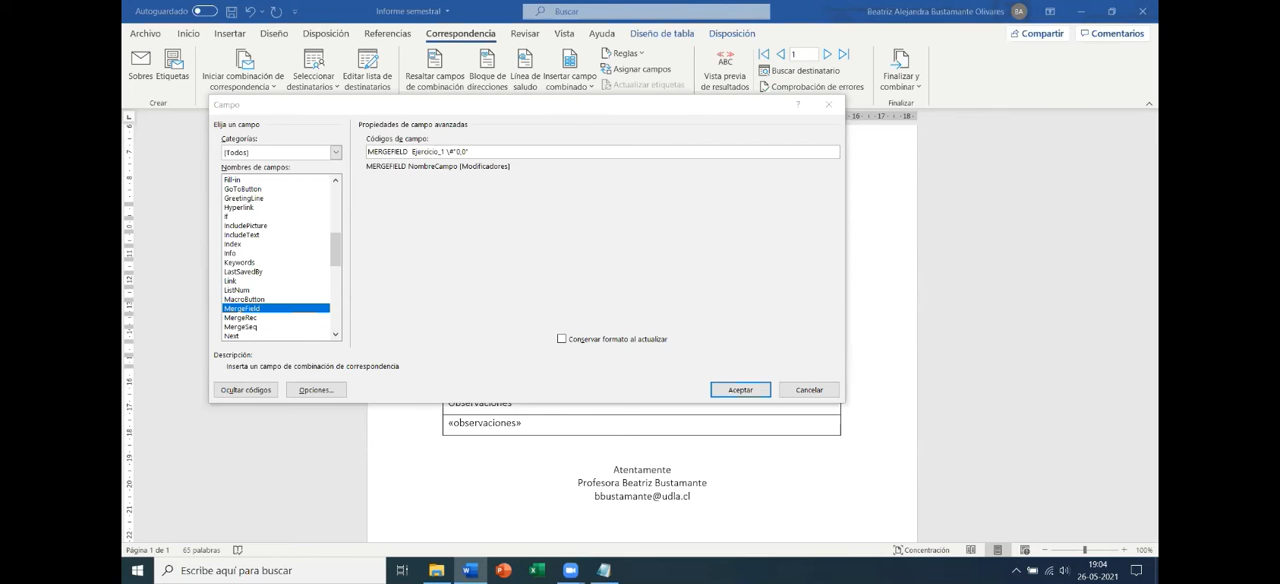 Autoguardado
Informe semestral
Buscar
Beatriz Alejandra Bustamante Olivares BA
Archivo Inicio Insertar Diseño Disposición Referencias Correspondencia Revisar Vista Ayuda Diseño de tabla Disposición Compartir Comentarios
Sobres Etiquetas
Crear
Iniciar combinación de correspondencia
Seleccionar destinatarios
Editar lista de destinatarios
Resaltar campos de combinación
Bloque de direcciones
Línea de saludo
Insertar campo combinado
Reglas
Asignar campos
Actualizar etiquetas
ABC
Vista previa de resultados
1
Buscar destinatario
Comprobación de errores
Finalizar y combinar
Finalizar
Campo ?
Elija un campo
Categorías:
(Todos)
Nombres de campos:
Fill-in
GoToButton
GreetingLine
Hyperlink
If
IncludePicture
IncludeText
Index
Info
Keywords
LastSavedBy
Link
ListNum
MacroButton
MergeField
MergeRec
MergeSeq
Next
Propiedades de campo avanzadas
Códigos de campo:
MERGEFIELD Ejercicio_1 \#"0,0"
MERGEFIELD NombreCampo [Modificadores]
Conservar formato al actualizar
Descripción:
Inserta un campo de combinación de correspondencia
Ocultar códigos Opciones... Aceptar Cancelar
16 17 18
Observaciones
«observaciones»
Atentamente
Profesora Beatriz Bustamante
bbustamante@udla.cl
Página 1 de 1 65 palabras Concentración 100%
Escribe aquí para buscar
19:04
26-05-2021